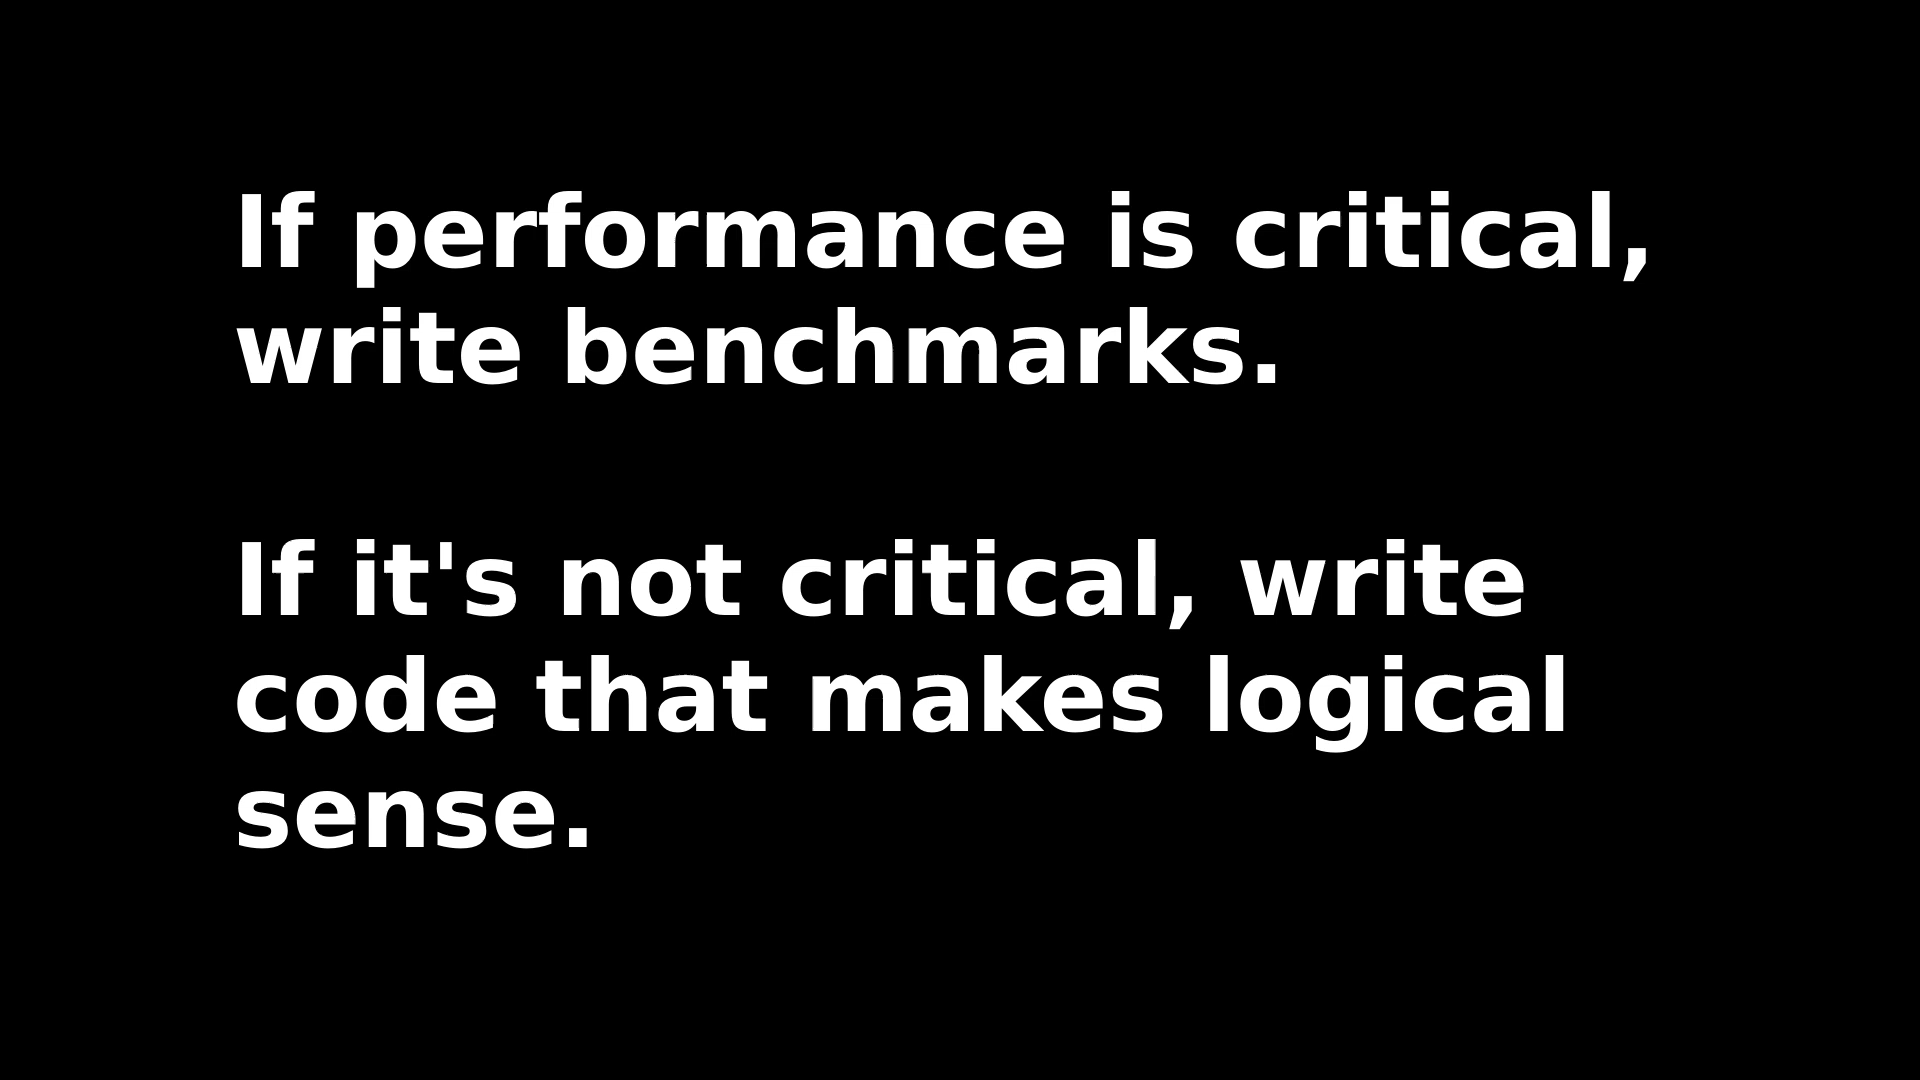 If performance is critical,
write benchmarks.
If it's not critical, write
code that makes logical
sense.